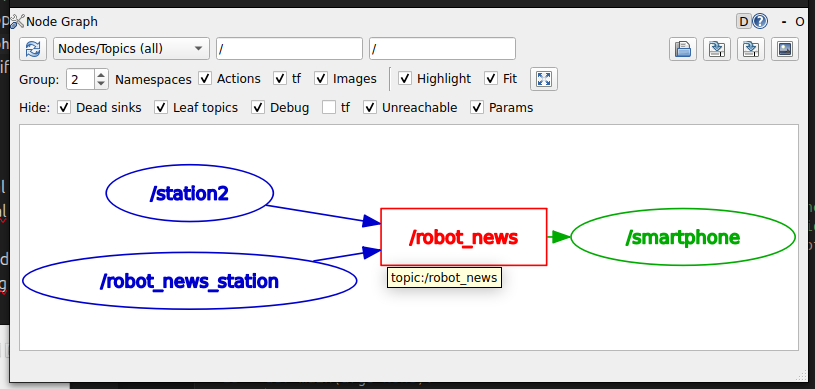 Node Graph
D ? - O
Nodes/Topics (all) / /
Group: 2 Namespaces Actions tf Images Highlight Fit
Hide: Dead sinks Leaf topics Debug tf Unreachable Params
/station2
/robot_news
/smartphone
/robot_news_station
topic:/robot_news